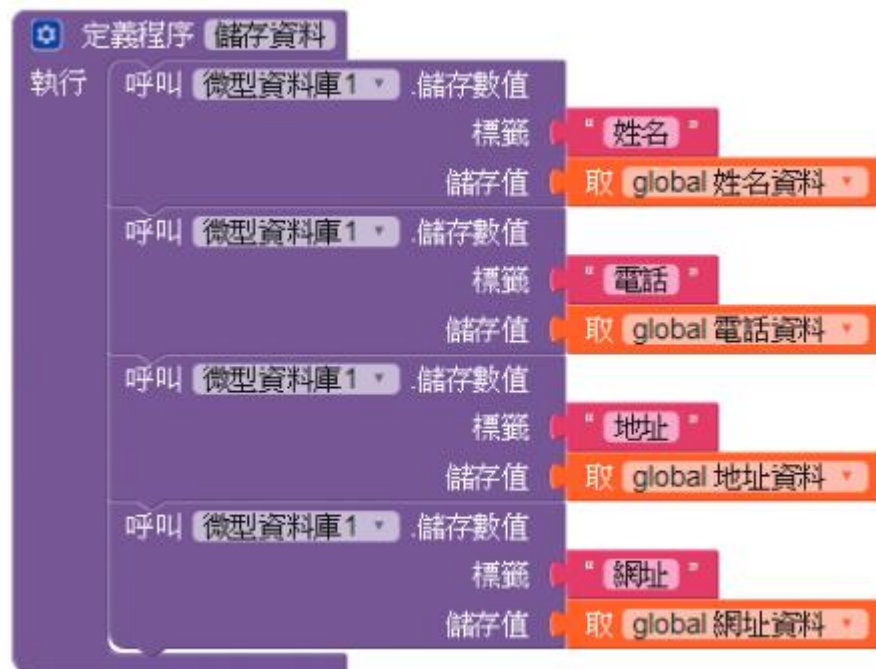 定義程序 儲存資料
執行 呼叫 微型資料庫1 .儲存數值
標籤 "姓名"
儲存值 取 global 姓名資料
呼叫 微型資料庫1 .儲存數值
標籤 "電話"
儲存值 取 global 電話資料
呼叫 微型資料庫1 .儲存數值
標籤 "地址"
儲存值 取 global 地址資料
呼叫 微型資料庫1 .儲存數值
標籤 "網址"
儲存值 取 global 網址資料